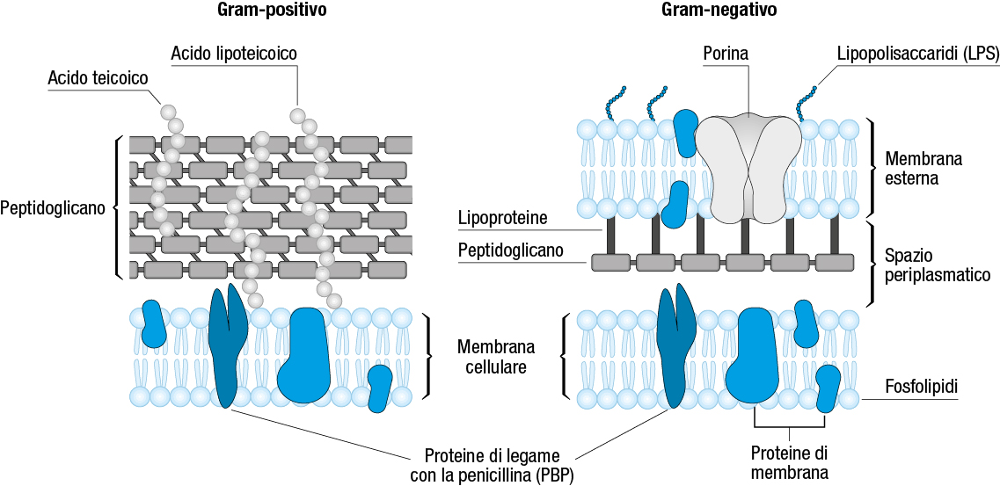 Gram-positivo
Gram-negativo
Acido lipoteicoico
Acido teicoico
Porina
Lipopolisaccaridi (LPS)
Peptidoglicano
Membrana
esterna
Lipoproteine
Peptidoglicano
Spazio
periplasmatico
Membrana
cellulare
Fosfolipidi
Proteine di legame
con la penicillina (PBP)
Proteine di
membrana